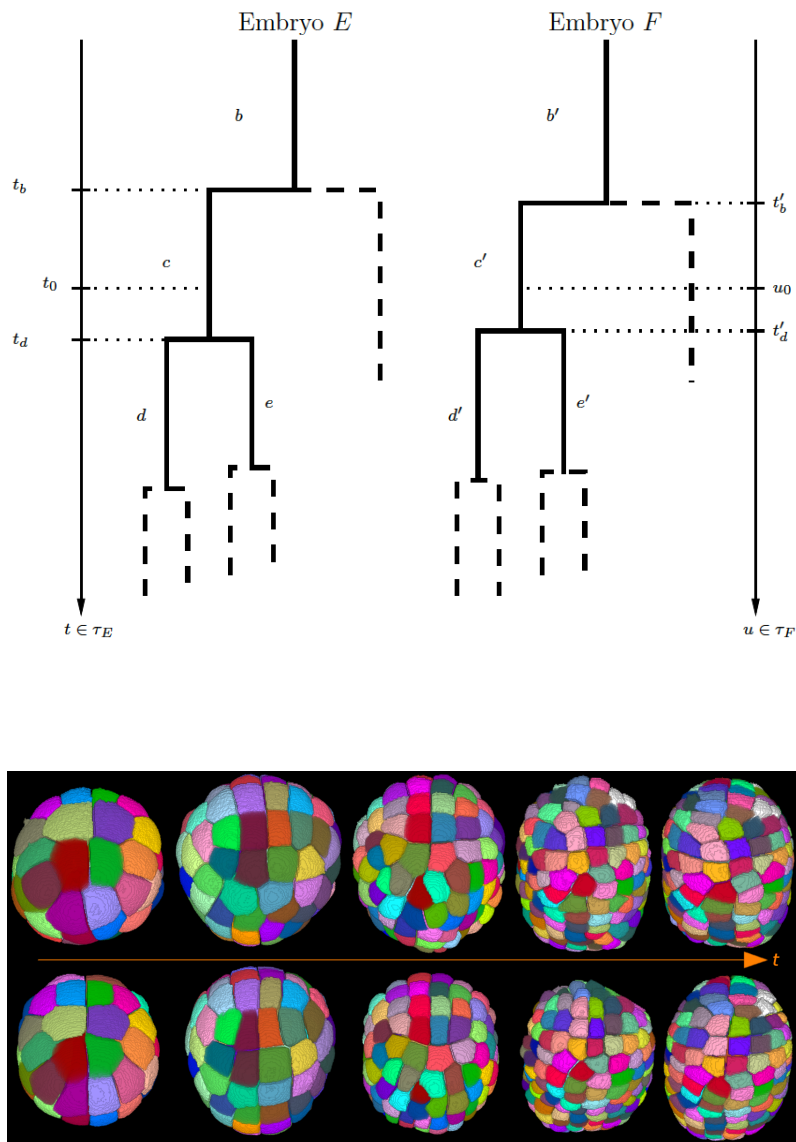 Embryo E Embryo F
b b′
t_b t′_b
c c′
t_0 u_0
t_d t′_d
d e d′ e′
t ∈ τ_E u ∈ τ_F
t